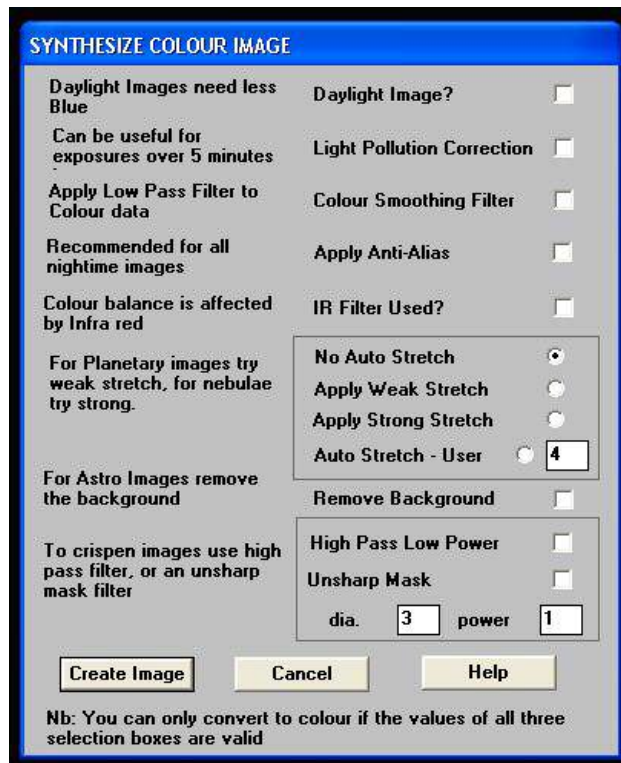 SYNTHESIZE COLOUR IMAGE
Daylight Images need less
Blue
Daylight Image?
Can be useful for
exposures over 5 minutes
Light Pollution Correction
Apply Low Pass Filter to
Colour data
Colour Smoothing Filter
Recommended for all
nightime images
Apply Anti-Alias
Colour balance is affected
by Infra red
IR Filter Used?
For Planetary images try
weak stretch, for nebulae
try strong.
No Auto Stretch
Apply Weak Stretch
Apply Strong Stretch
Auto Stretch - User 4
For Astro Images remove
the background
Remove Background
To crispen images use high
pass filter, or an unsharp
mask filter
High Pass Low Power
Unsharp Mask
dia. 3 power 1
Create Image Cancel Help
Nb: You can only convert to colour if the values of all three
selection boxes are valid